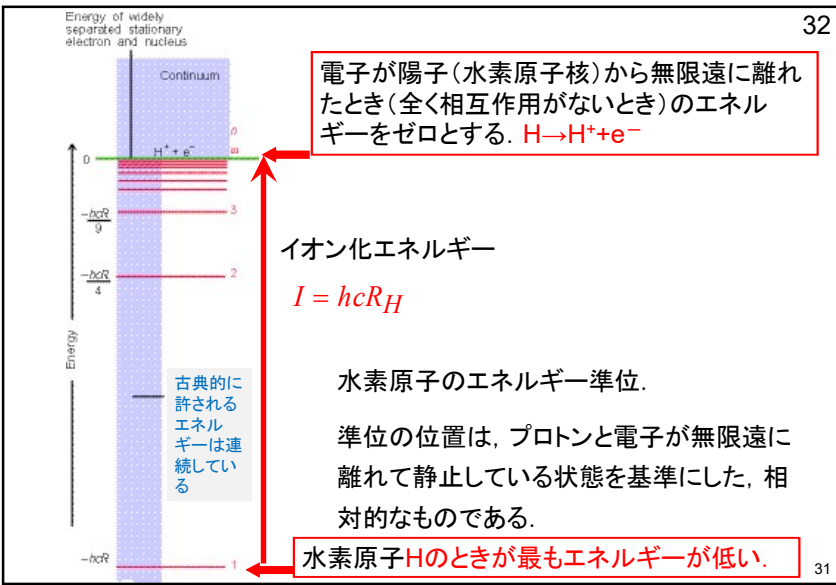 32
Energy of widely
separated stationary
electron and nucleus
Continuum
電子が陽子(水素原子核)から無限遠に離れ
たとき(全く相互作用がないとき)のエネル
ギーをゼロとする. H→H⁺+e⁻
∞
H⁺ + e⁻
0
-hcR
9
3
イオン化エネルギー
I = hcR_H
-hcR
4
2
Energy
古典的に
許される
エネル
ギーは連
続してい
る
水素原子のエネルギー準位.
準位の位置は, プロトンと電子が無限遠に
離れて静止している状態を基準にした, 相
対的なものである.
-hcR
1
水素原子Hのときが最もエネルギーが低い.
31